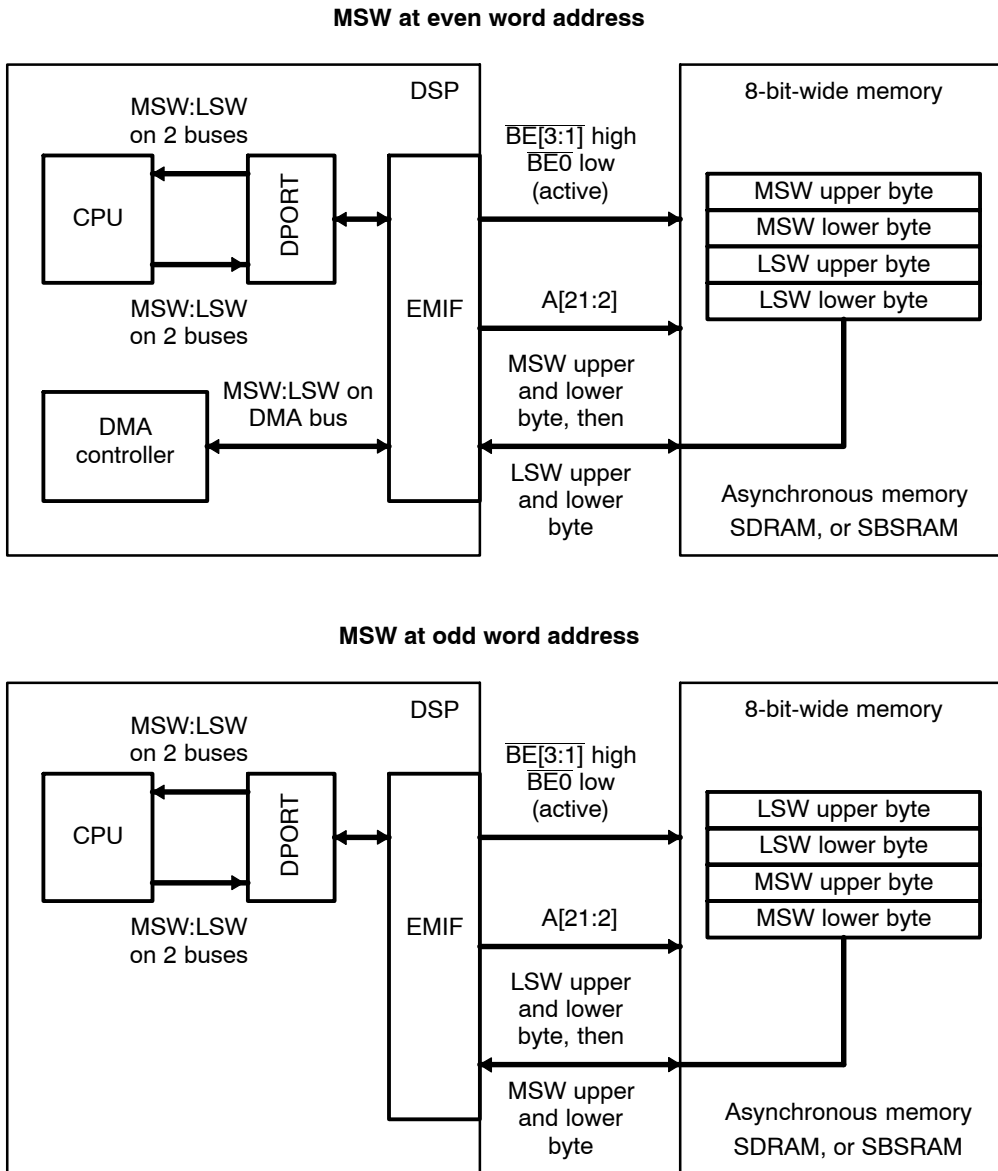 MSW at even word address
DSP
8-bit-wide memory
MSW:LSW
on 2 buses
CPU
DPORT
MSW:LSW
on 2 buses
EMIF
DMA
controller
MSW:LSW on
DMA bus
BE[3:1] high
BE0 low
(active)
A[21:2]
MSW upper
and lower
byte, then
LSW upper
and lower
byte
MSW upper byte
MSW lower byte
LSW upper byte
LSW lower byte
Asynchronous memory
SDRAM, or SBSRAM
MSW at odd word address
DSP
8-bit-wide memory
MSW:LSW
on 2 buses
CPU
DPORT
MSW:LSW
on 2 buses
EMIF
BE[3:1] high
BE0 low
(active)
A[21:2]
LSW upper
and lower
byte, then
MSW upper
and lower
byte
LSW upper byte
LSW lower byte
MSW upper byte
MSW lower byte
Asynchronous memory
SDRAM, or SBSRAM